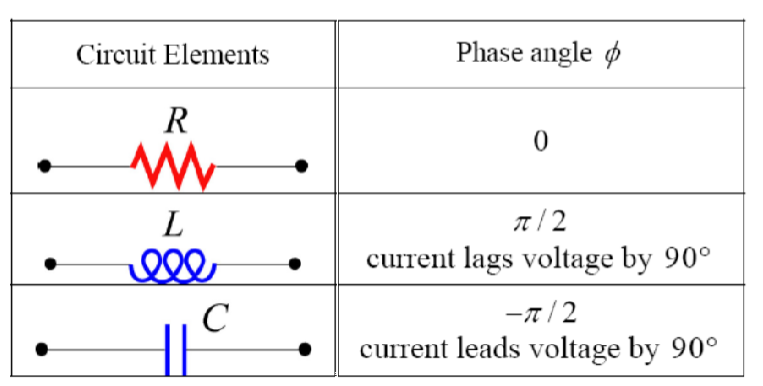 Circuit Elements
Phase angle ϕ
R
0
L
π / 2
current lags voltage by 90°
C
−π / 2
current leads voltage by 90°